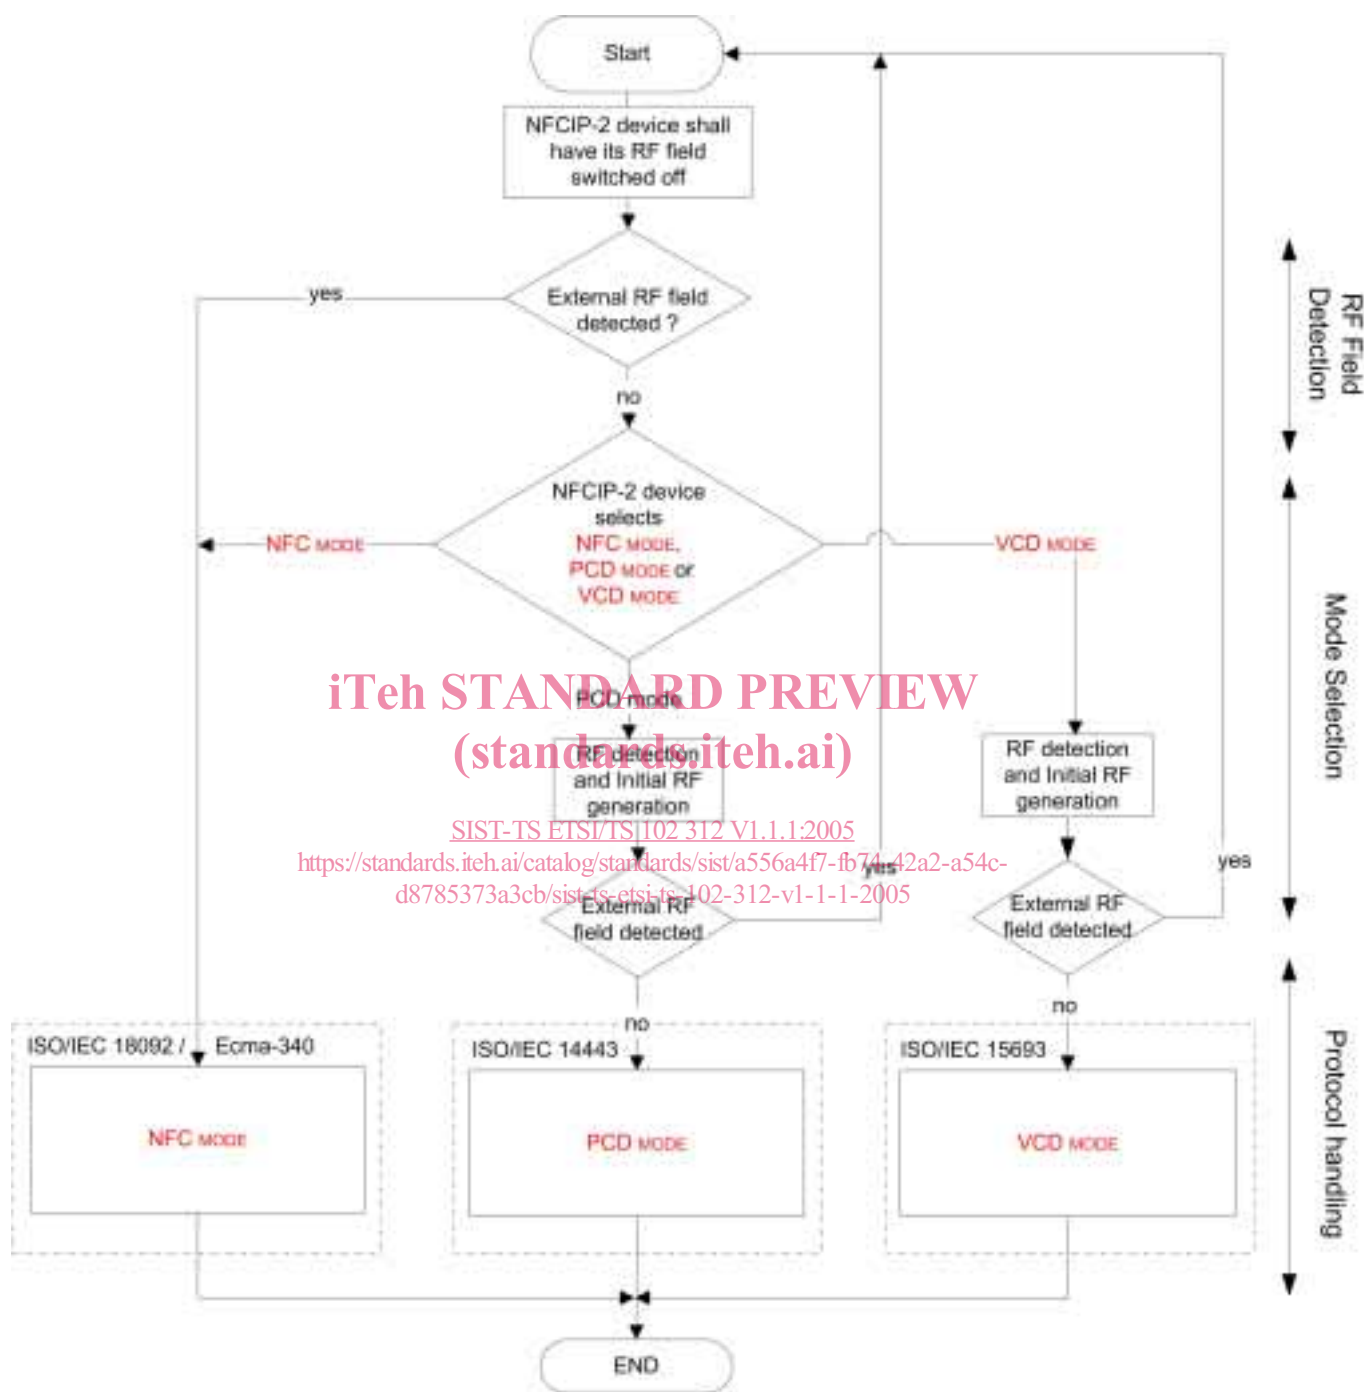 Start
NFCIP-2 device shall
have its RF field
switched off
External RF field
detected ?
yes
no
RF Field
Detection
NFCIP-2 device
selects
NFC MODE,
PCD MODE or
VCD MODE
NFC MODE
VCD MODE
Mode Selection
iTeh STANDARD PREVIEW
PCD mode
(standards.iteh.ai)
RF detection
and Initial RF
generation
RF detection
and Initial RF
generation
SIST-TS ETSI/TS 102 312 V1.1.1:2005
https://standards.iteh.ai/catalog/standards/sist/a556a4f7-fb74-42a2-a54c-
d8785373a3cb/sist-ts-etsi-ts-102-312-v1-1-1-2005
yes
yes
External RF
field detected
External RF
field detected
no
no
Protocol handling
ISO/IEC 18092 / Ecma-340
ISO/IEC 14443
ISO/IEC 15693
NFC MODE
PCD MODE
VCD MODE
END